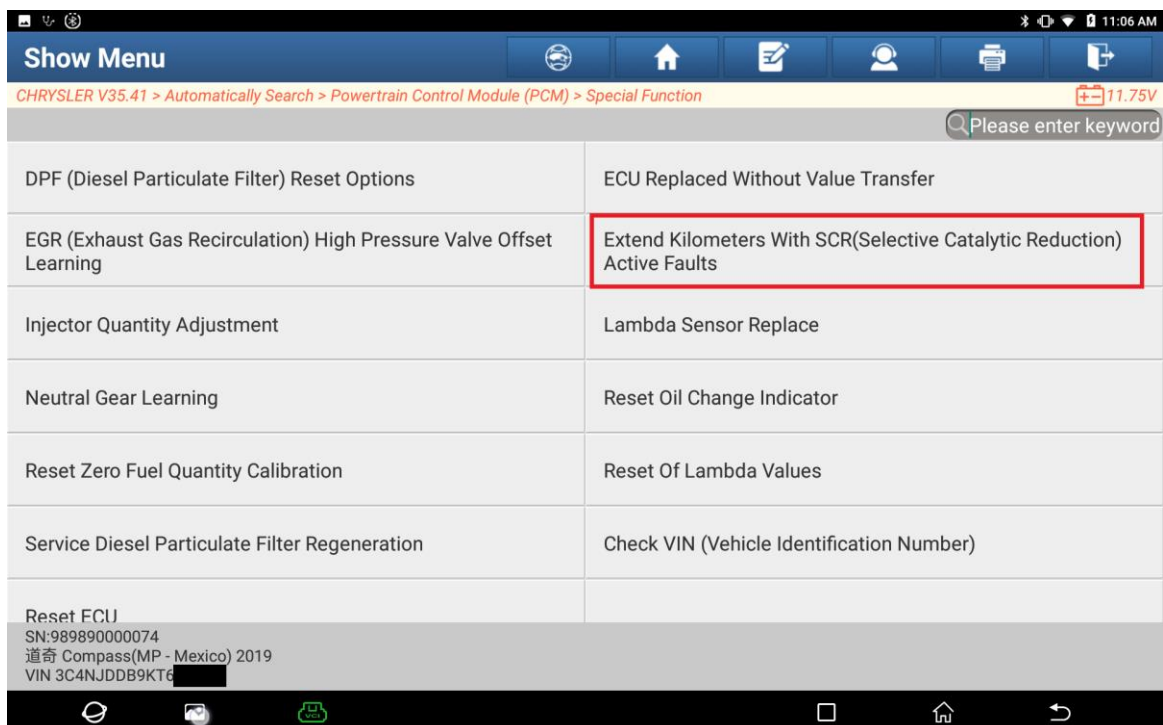 11:06 AM
Show Menu
CHRYSLER V35.41 > Automatically Search > Powertrain Control Module (PCM) > Special Function
11.75V
Please enter keyword
DPF (Diesel Particulate Filter) Reset Options
ECU Replaced Without Value Transfer
EGR (Exhaust Gas Recirculation) High Pressure Valve Offset
Learning
Extend Kilometers With SCR(Selective Catalytic Reduction)
Active Faults
Injector Quantity Adjustment
Lambda Sensor Replace
Neutral Gear Learning
Reset Oil Change Indicator
Reset Zero Fuel Quantity Calibration
Reset Of Lambda Values
Service Diesel Particulate Filter Regeneration
Check VIN (Vehicle Identification Number)
Reset ECU
SN:989890000074
道奇 Compass(MP - Mexico) 2019
VIN 3C4NJDDB9KT6
VCI